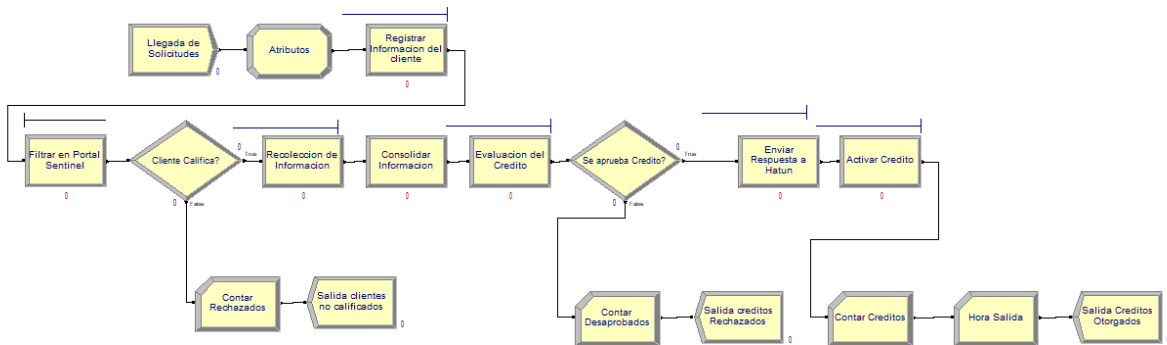 Llegada de
Solicitudes
0
Atributos
Registrar
Informacion del
cliente
0
Filtrar en Portal
Sentinel
0
Cliente Califica?
0
True
0
False
Recoleccion de
Informacion
0
Consolidar
Informacion
0
Evaluacion del
Credito
0
Se aprueba Credito?
0
True
0
False
Enviar
Respuesta a
Hatun
0
Activar Credito
0
Contar
Rechazados
Salida clientes
no calificados
0
Contar
Desaprobados
Salida creditos
Rechazados
0
Contar Creditos
Hora Salida
Salida Creditos
Otorgados
0